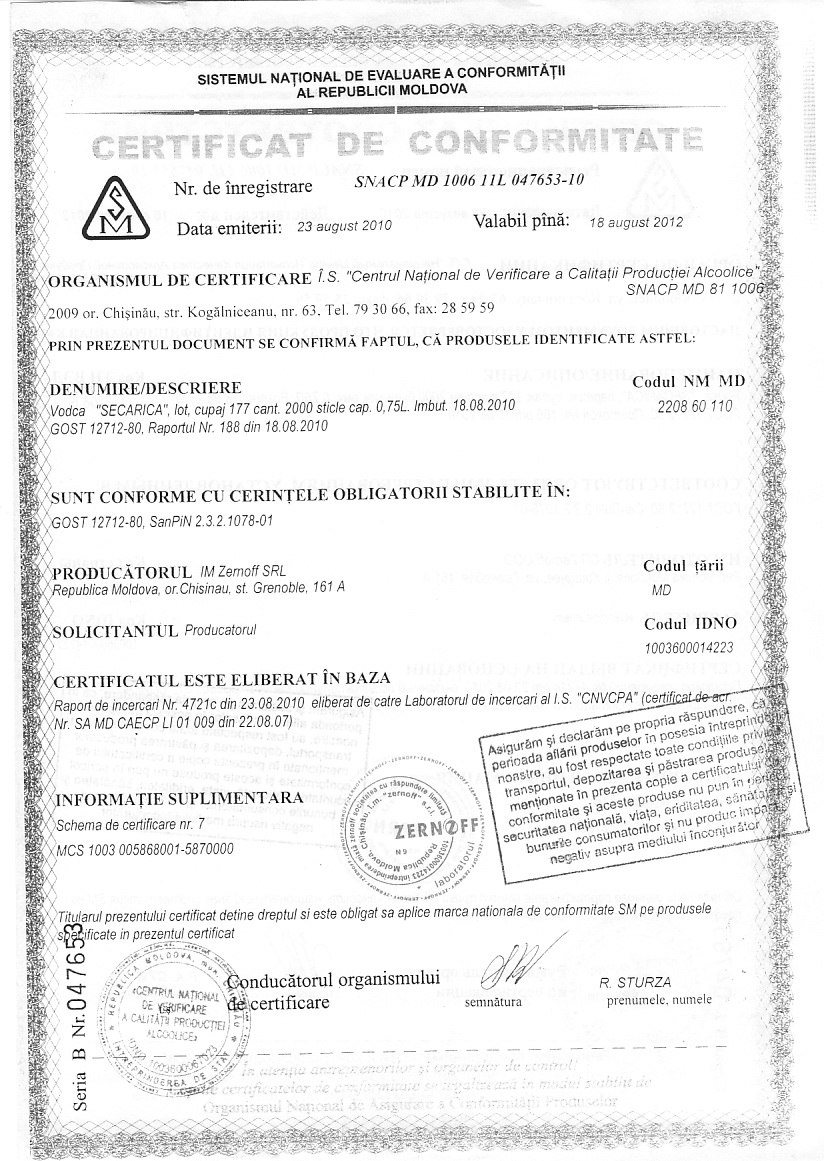 SISTEMUL NAȚIONAL DE EVALUARE A CONFORMITĂȚII
AL REPUBLICII MOLDOVA
CERTIFICAT DE CONFORMITATE
SM
Nr. de înregistrare SNACP MD 1006 11L 047653-10
Data emiterii: 23 august 2010 Valabil pînă: 18 august 2012
ORGANISMUL DE CERTIFICARE Î.S. "Centrul Național de Verificare a Calitații Producției Alcoolice"
SNACP MD 81 1006
2009 or. Chișinău, str. Kogălniceanu, nr. 63. Tel. 79 30 66, fax: 28 59 59
PRIN PREZENTUL DOCUMENT SE CONFIRMĂ FAPTUL, CĂ PRODUSELE IDENTIFICATE ASTFEL:
DENUMIRE/DESCRIERE Codul NM MD
Vodca "SECARICA", lot, cupaj 177 cant. 2000 sticle cap. 0,75L. Imbut. 18.08.2010 2208 60 110
GOST 12712-80, Raportul Nr. 188 din 18.08.2010
SUNT CONFORME CU CERINȚELE OBLIGATORII STABILITE ÎN:
GOST 12712-80, SanPiN 2.3.2.1078-01
PRODUCĂTORUL IM Zernoff SRL Codul țării
Republica Moldova, or.Chisinau, st. Grenoble, 161 A MD
SOLICITANTUL Producatorul Codul IDNO
1003600014223
CERTIFICATUL ESTE ELIBERAT ÎN BAZA
Raport de incercari Nr. 4721c din 23.08.2010 eliberat de catre Laboratorul de incercari al I.S. "CNVCPA" (certificat de acr.
Nr. SA MD CAECP LI 01 009 din 22.08.07)
Asigurăm și declarăm pe propria răspundere, că
perioada aflării produselor în posesia întreprinderii
noastre, au fost respectate toate condițiile privind
transportul, depozitarea și păstrarea produselor
menționate în prezenta copie a certificatului
conformitate și aceste produse nu pun în pericol
securitatea națională, viața, eriditatea, sănătatea și
bunurile consumatorilor și nu produc impact
negativ asupra mediului înconjurător
INFORMAȚIE SUPLIMENTARA
Schema de certificare nr. 7
MCS 1003 005868001-5870000
ZERNOFF
N9
laboratorul
Titularul prezentului certificat detine dreptul si este obligat sa aplice marca nationala de conformitate SM pe produsele
specificate in prezentul certificat
Seria B Nr. 047653
CENTRUL NAȚIONAL
DE VERIFICARE
A CALITĂȚII PRODUCȚIEI
ALCOOLICE
REPUBLICA MOLDOVA
ÎNTREPRINDEREA DE STAT
Conducătorul organismului
de certificare
semnătura
R. STURZA
prenumele, numele
În atenția antreprenorilor și organelor de control!
certificatelor de conformitate se legalizează în modul stabilit de
Organismul Național de Asigurare a Conformității Produselor